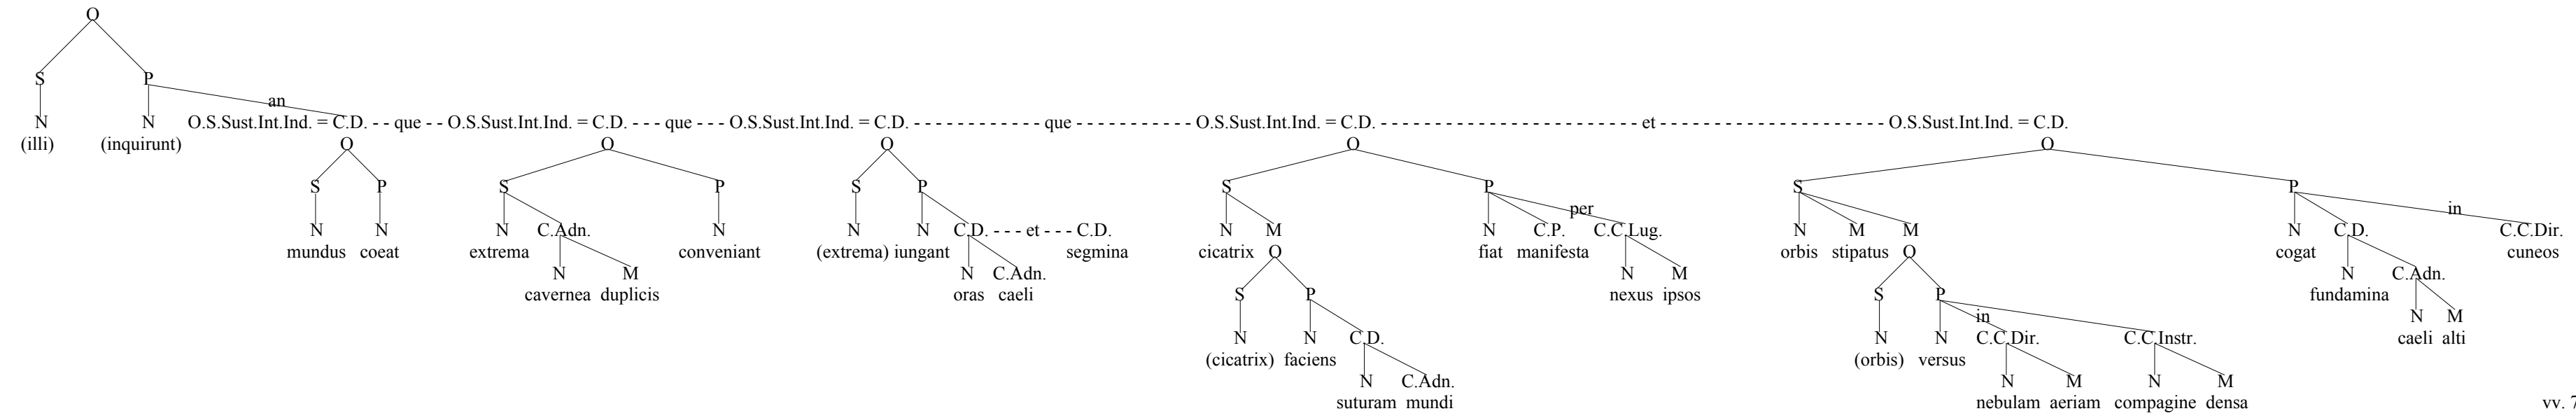 O
S P
an
N N O.S.Sust.Int.Ind. = C.D. - - que - - O.S.Sust.Int.Ind. = C.D. - - - que - - - O.S.Sust.Int.Ind. = C.D. - - - - - - - - - - - - que - - - - - - - - - - O.S.Sust.Int.Ind. = C.D. - - - - - - - - - - - - - - - - - - - - - - - - et - - - - - - - - - - - - - - - - - - - - O.S.Sust.Int.Ind. = C.D.
(illi) (inquirunt) O O O O O
S P S P S P S P S P
per in
N N N C.Adn. N N N C.D. - - - et - - - C.D. N M N C.P. C.C.Lug. N M M N C.D. C.C.Dir.
mundus coeat extrema conveniant (extrema) iungant segmina cicatrix O fiat manifesta orbis stipatus O cogat cuneos
N M N C.Adn. N M N C.Adn.
cavernea duplicis oras caeli S P nexus ipsos S P fundamina
in N M
N N C.D. N N C.C.Dir. C.C.Instr. caeli alti
(cicatrix) faciens (orbis) versus
N C.Adn. N M N M
suturam mundi nebulam aeriam compagine densa vv. 7